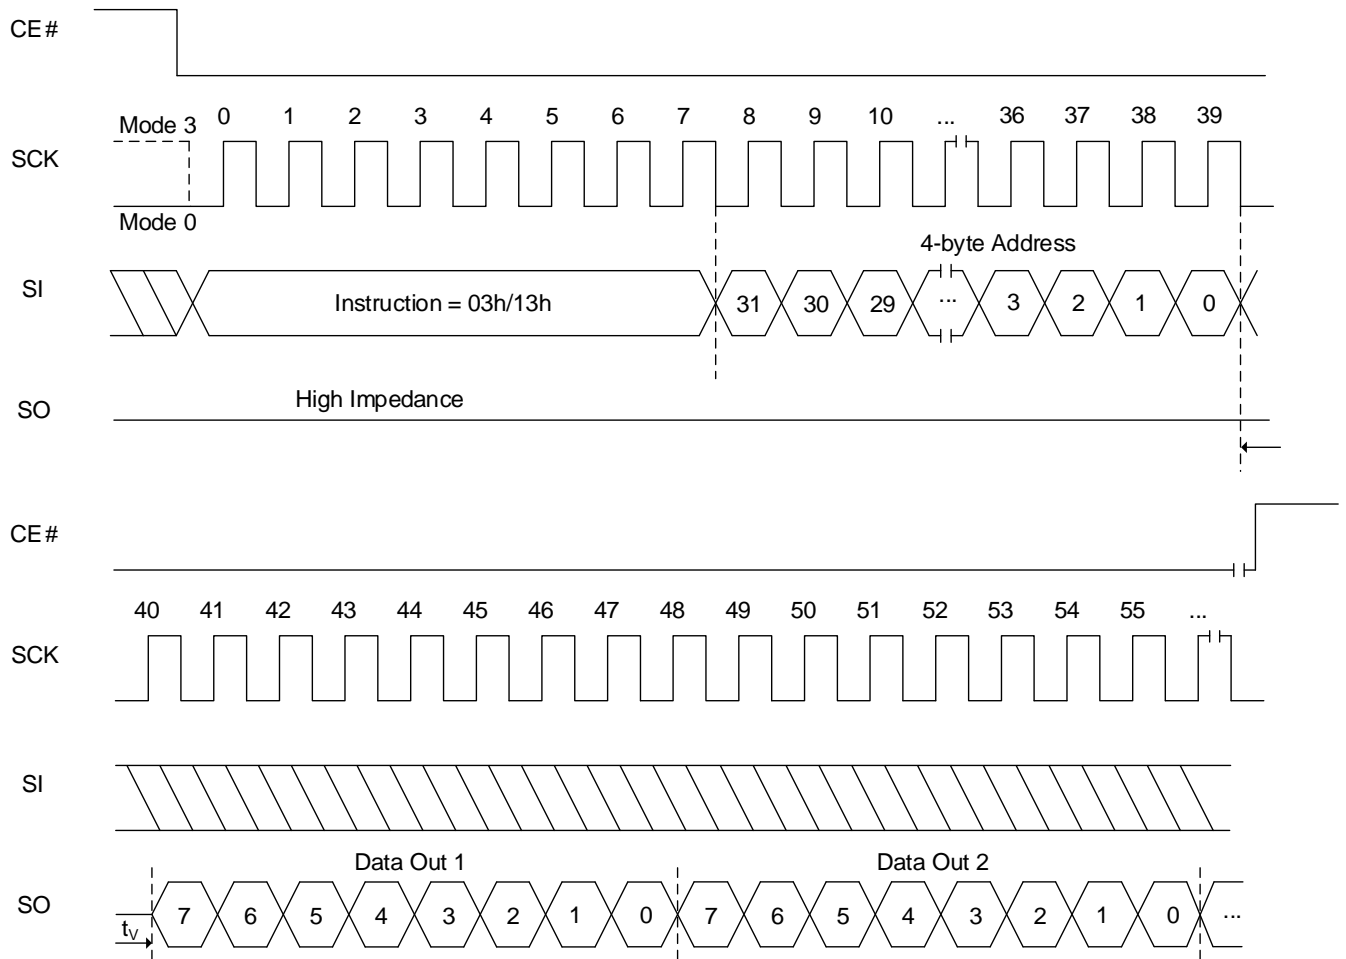 CE#
0 1 2 3 4 5 6 7 8 9 10 ... 36 37 38 39
Mode 3
SCK
Mode 0
4-byte Address
SI
Instruction = 03h/13h 31 30 29 ... 3 2 1 0
High Impedance
SO
CE#
40 41 42 43 44 45 46 47 48 49 50 51 52 53 54 55 ...
SCK
SI
Data Out 1 Data Out 2
SO
7 6 5 4 3 2 1 0 7 6 5 4 3 2 1 0 ...
tV